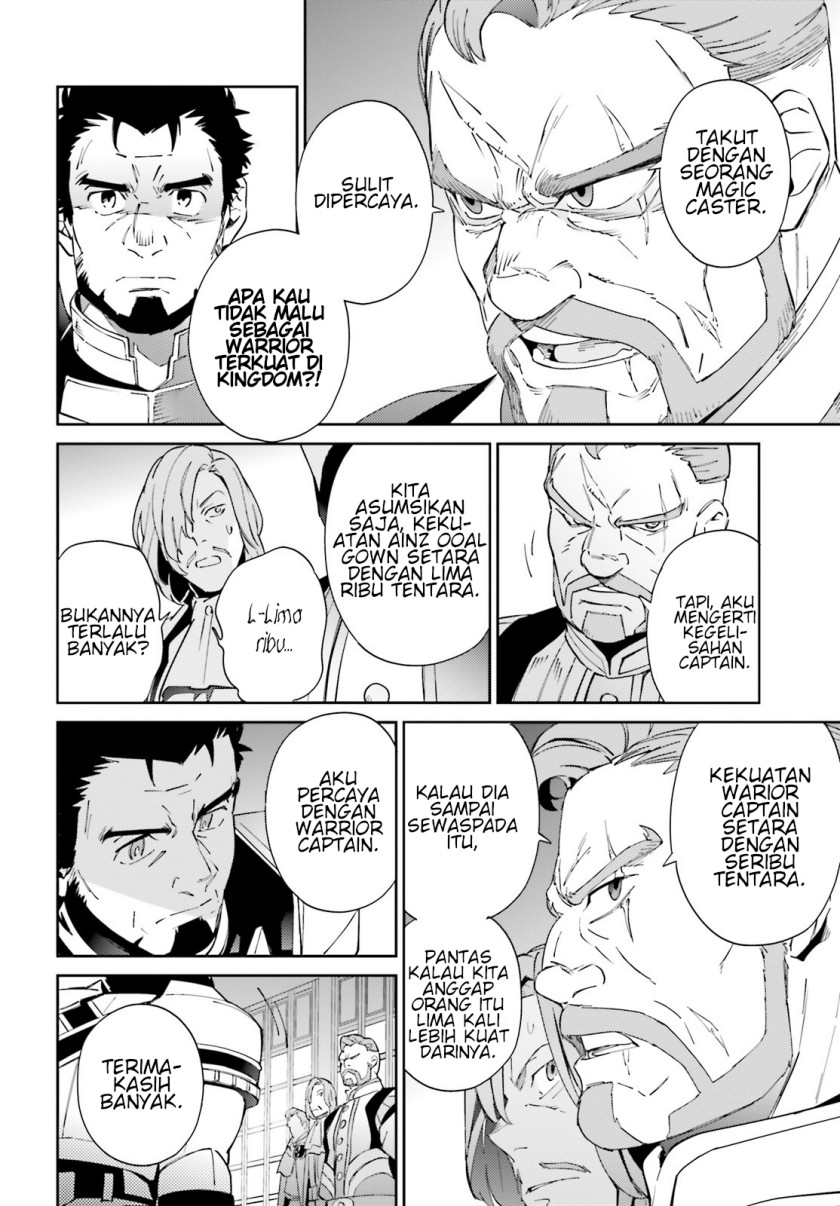 TAKUT
DENGAN
SEORANG
MAGIC
CASTER.
SULIT
DIPERCAYA.
APA KAU
TIDAK MALU
SEBAGAI
WARRIOR
TERKUAT DI
KINGDOM?!
TAPI, AKU
MENGERTI
KEGELI-
SAHAN
CAPTAIN.
KITA
ASUMSIKAN
SAJA, KEKU-
ATAN AINZ OOAL
GOWN SETARA
DENGAN LIMA
RIBU TENTARA.
L-Lima
ribu...
BUKANNYA
TERLALU
BANYAK?
KEKUATAN
WARIOR
CAPTAIN
SETARA
DENGAN
SERIBU
TENTARA.
KALAU DIA
SAMPAI
SEWASPADA
ITU,
PANTAS
KALAU KITA
ANGGAP
ORANG ITU
LIMA KALI
LEBIH KUAT
DARINYA.
AKU
PERCAYA
DENGAN
WARRIOR
CAPTAIN.
TERIMA-
KASIH
BANYAK.